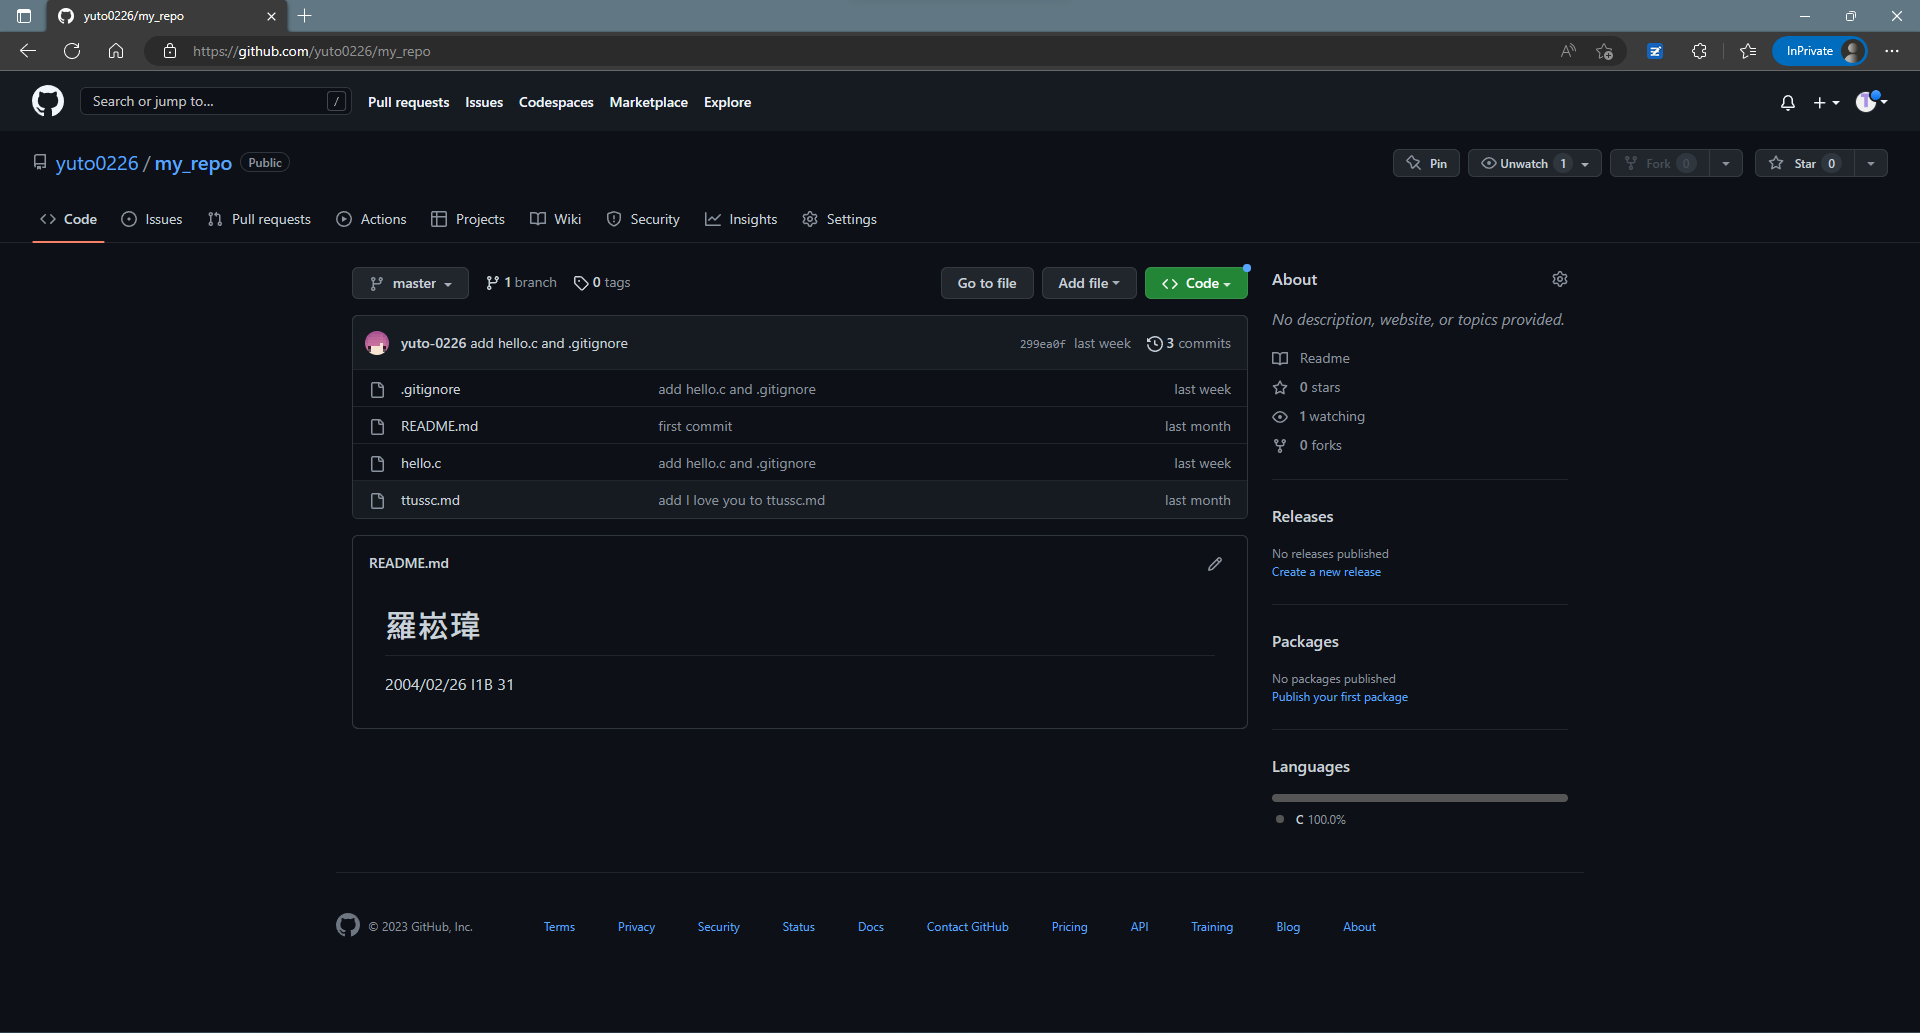 yuto0226/my_repo
https://github.com/yuto0226/my_repo
InPrivate
Search or jump to...
/
Pull requests
Issues
Codespaces
Marketplace
Explore
yuto0226 / my_repo
Public
Pin
Unwatch 1
Fork 0
Star 0
Code
Issues
Pull requests
Actions
Projects
Wiki
Security
Insights
Settings
master
1 branch
0 tags
Go to file
Add file
Code
yuto-0226 add hello.c and .gitignore
299ea0f last week
3 commits
.gitignore add hello.c and .gitignore last week
README.md first commit last month
hello.c add hello.c and .gitignore last week
ttussc.md add I love you to ttussc.md last month
README.md
羅崧瑋
2004/02/26 I1B 31
About
No description, website, or topics provided.
Readme
0 stars
1 watching
0 forks
Releases
No releases published
Create a new release
Packages
No packages published
Publish your first package
Languages
C 100.0%
© 2023 GitHub, Inc.
Terms
Privacy
Security
Status
Docs
Contact GitHub
Pricing
API
Training
Blog
About